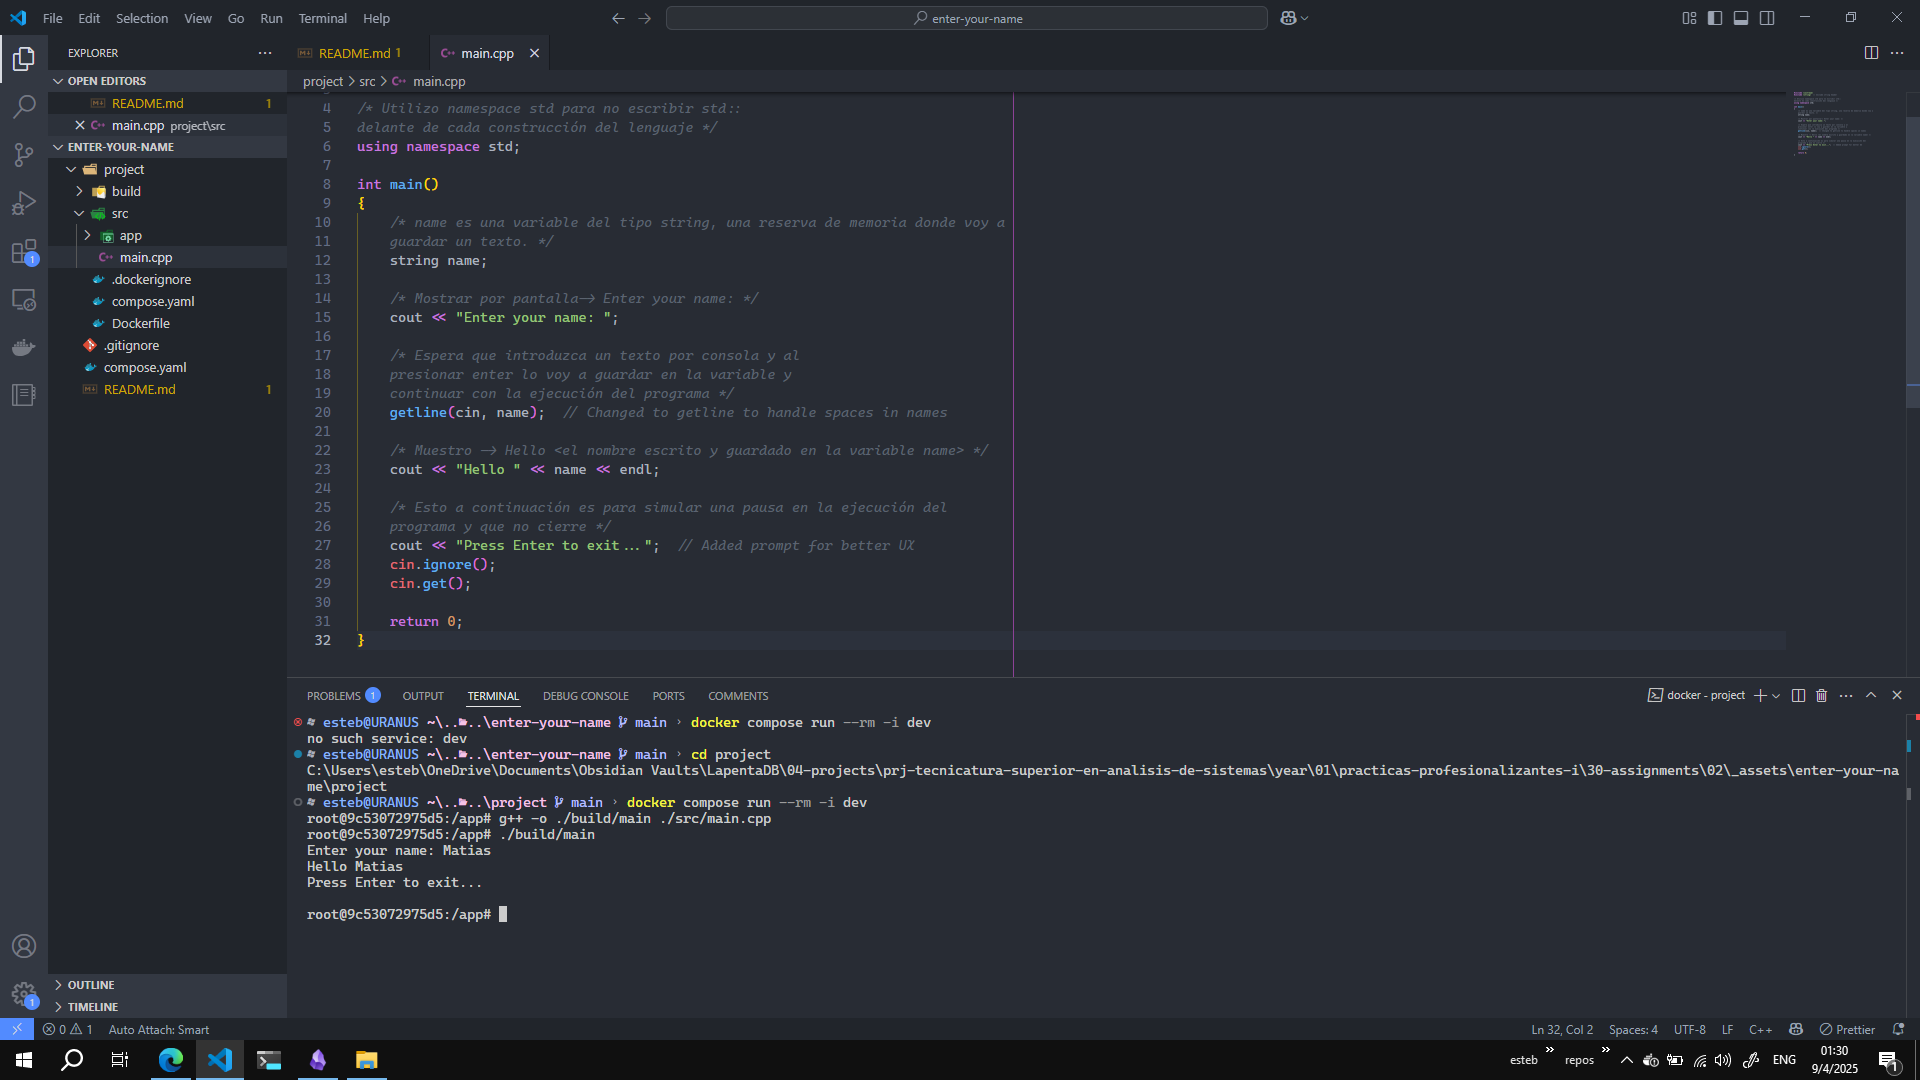 File Edit Selection View Go Run Terminal Help
enter-your-name
EXPLORER
OPEN EDITORS
README.md 1
main.cpp project\src
ENTER-YOUR-NAME
project
build
src
app
main.cpp
.dockerignore
compose.yaml
Dockerfile
.gitignore
compose.yaml
README.md 1
OUTLINE
TIMELINE
README.md 1
main.cpp
project > src > main.cpp
4 /* Utilizo namespace std para no escribir std::
5 delante de cada construcción del lenguaje */
6 using namespace std;
7
8 int main()
9 {
10 /* name es una variable del tipo string, una reserva de memoria donde voy a
11 guardar un texto. */
12 string name;
13
14 /* Mostrar por pantalla--> Enter your name: */
15 cout << "Enter your name: ";
16
17 /* Espera que introduzca un texto por consola y al
18 presionar enter lo voy a guardar en la variable y
19 continuar con la ejecución del programa */
20 getline(cin, name);  // Changed to getline to handle spaces in names
21
22 /* Muestro --> Hello <el nombre escrito y guardado en la variable name> */
23 cout << "Hello " << name << endl;
24
25 /* Esto a continuación es para simular una pausa en la ejecución del
26 programa y que no cierre */
27 cout << "Press Enter to exit...";  // Added prompt for better UX
28 cin.ignore();
29 cin.get();
30
31 return 0;
32 }
PROBLEMS 1 OUTPUT TERMINAL DEBUG CONSOLE PORTS COMMENTS
docker - project
esteb@URANUS ~\..\..\enter-your-name main › docker compose run --rm -i dev
no such service: dev
esteb@URANUS ~\..\..\enter-your-name main › cd project
C:\Users\esteb\OneDrive\Documents\Obsidian Vaults\LapentaDB\04-projects\prj-tecnicatura-superior-en-analisis-de-sistemas\year\01\practicas-profesionalizantes-i\30-assignments\02\_assets\enter-your-na
me\project
esteb@URANUS ~\..\..\project main › docker compose run --rm -i dev
root@9c53072975d5:/app# g++ -o ./build/main ./src/main.cpp
root@9c53072975d5:/app# ./build/main
Enter your name: Matias
Hello Matias
Press Enter to exit...
root@9c53072975d5:/app#
1
1
0 1 Auto Attach: Smart
Ln 32, Col 2 Spaces: 4 UTF-8 LF C++ Prettier
esteb repos ENG
01:30
9/4/2025
1